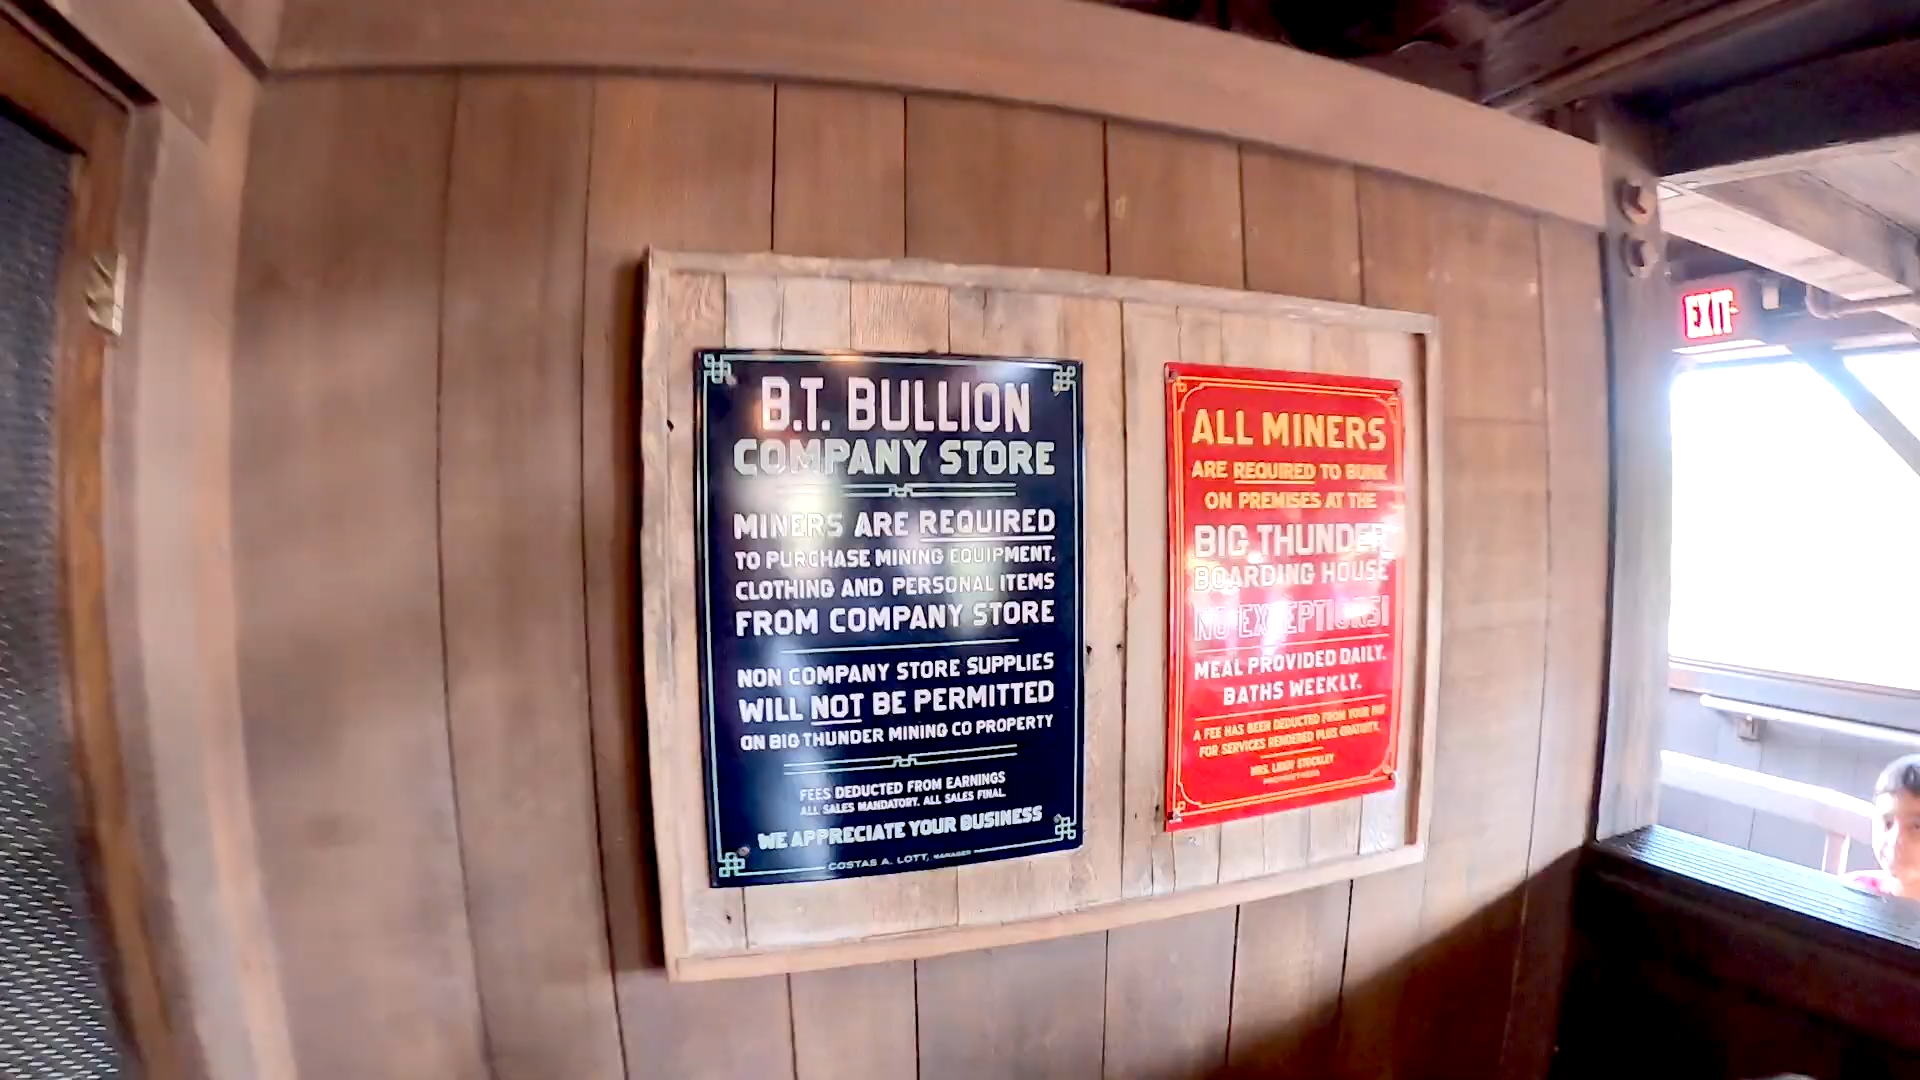 B.T. BULLION
COMPANY STORE
MINERS ARE REQUIRED
TO PURCHASE MINING EQUIPMENT,
CLOTHING AND PERSONAL ITEMS
FROM COMPANY STORE
NON COMPANY STORE SUPPLIES
WILL NOT BE PERMITTED
ON BIG THUNDER MINING CO PROPERTY
FEES DEDUCTED FROM EARNINGS
ALL SALES MANDATORY. ALL SALES FINAL.
WE APPRECIATE YOUR BUSINESS
COSTAS A. LOTT, MANAGER
ALL MINERS
ARE REQUIRED TO BUNK
ON PREMISES AT THE
BIG THUNDER
BOARDING HOUSE
NO EXCEPTIONS!
MEAL PROVIDED DAILY.
BATHS WEEKLY.
A FEE HAS BEEN DEDUCTED FROM YOUR PAY
FOR SERVICES RENDERED PLUS GRATUITY.
MRS. LIDDY STOCKLEY
EXIT